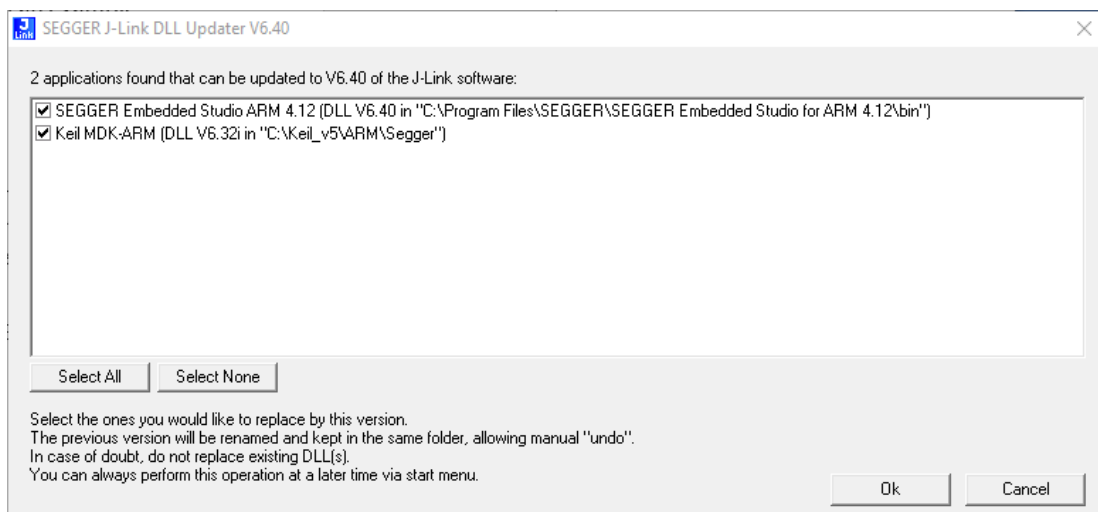 J
Link
SEGGER J-Link DLL Updater V6.40
2 applications found that can be updated to V6.40 of the J-Link software:
SEGGER Embedded Studio ARM 4.12 (DLL V6.40 in "C:\Program Files\SEGGER\SEGGER Embedded Studio for ARM 4.12\bin")
Keil MDK-ARM (DLL V6.32i in "C:\Keil_v5\ARM\Segger")
Select All
Select None
Select the ones you would like to replace by this version.
The previous version will be renamed and kept in the same folder, allowing manual "undo".
In case of doubt, do not replace existing DLL(s).
You can always perform this operation at a later time via start menu.
Ok
Cancel